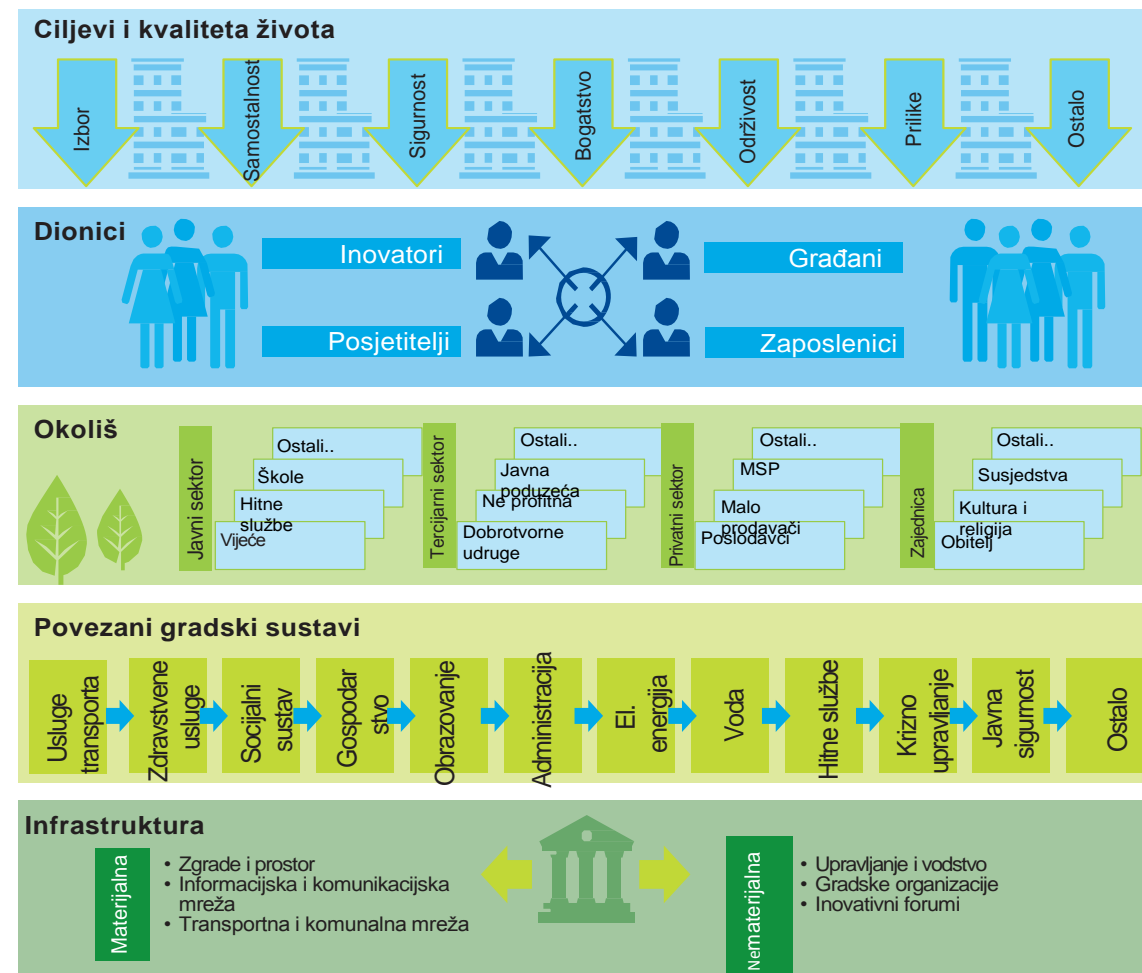 Ciljevi i kvaliteta života
Izbor
Samostalnost
Sigurnost
Bogatstvo
Održivost
Prilike
Ostalo
Dionici
Inovatori
Građani
Posjetitelji
Zaposlenici
Okoliš
Javni sektor
Ostali..
Škole
Hitne
službe
Vijeće
Tercijarni sektor
Ostali..
Javna
poduzeća
Ne profitna
Dobrotvorne
udruge
Privatni sektor
Ostali..
MSP
Malo
prodavači
Poslodavci
Zajednica
Ostali..
Susjedstva
Kultura i
religija
Obitelj
Povezani gradski sustavi
Usluge
transporta
Zdravstvene
usluge
Socijalni
sustav
Gospodar
stvo
Obrazovanje
Administracija
El.
energija
Voda
Hitne službe
Krizno
upravljanje
Javna
sigurnost
Ostalo
Infrastruktura
Materijalna
• Zgrade i prostor
• Informacijska i komunikacijska
mreža
• Transportna i komunalna mreža
Nematerijalna
• Upravljanje i vodstvo
• Gradske organizacije
• Inovativni forumi